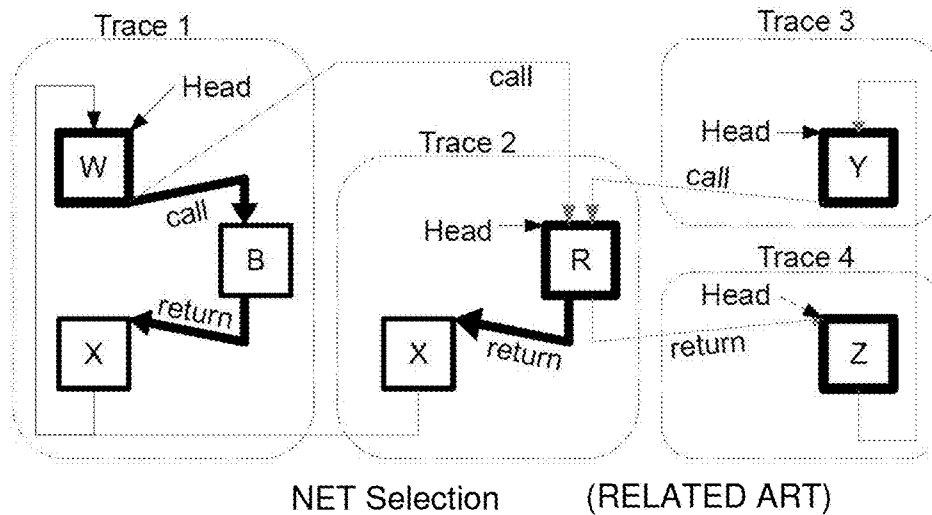 Trace 1
Trace 3
Head
call
Head
W
Y
Trace 2
call
call
Head
B
R
Trace 4
Head
return
X
X
return
return
Z
NET Selection (RELATED ART)